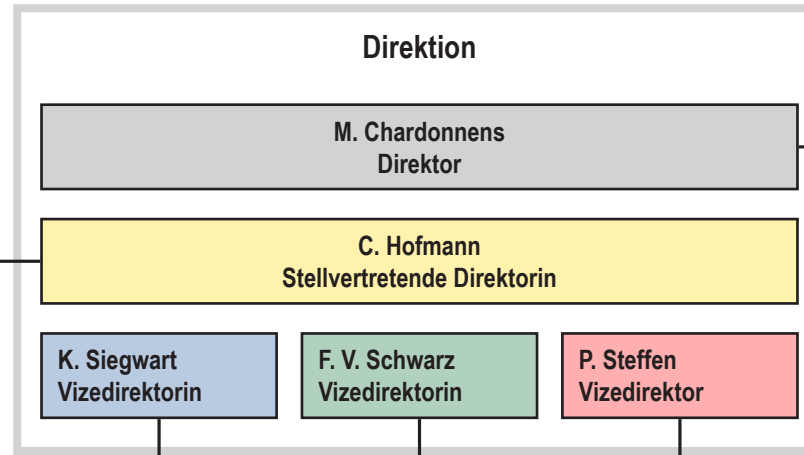 Direktion
M. Chardonnens
Direktor
C. Hofmann
Stellvertretende Direktorin
K. Siegwart
Vizedirektorin
F. V. Schwarz
Vizedirektorin
P. Steffen
Vizedirektor